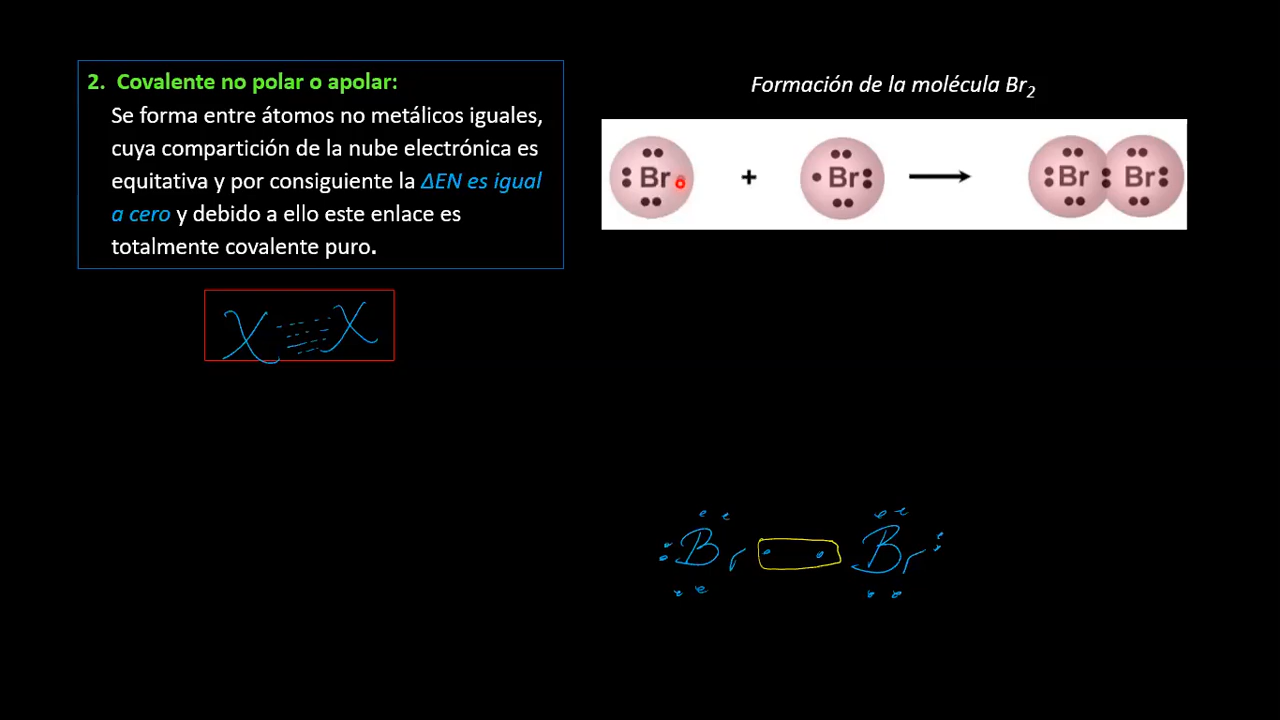 2. Covalente no polar o apolar:
Se forma entre átomos no metálicos iguales,
cuya compartición de la nube electrónica es
equitativa y por consiguiente la ΔEN es igual
a cero y debido a ello este enlace es
totalmente covalente puro.
X X
Formación de la molécula Br₂
Br + Br → Br Br
Br Br